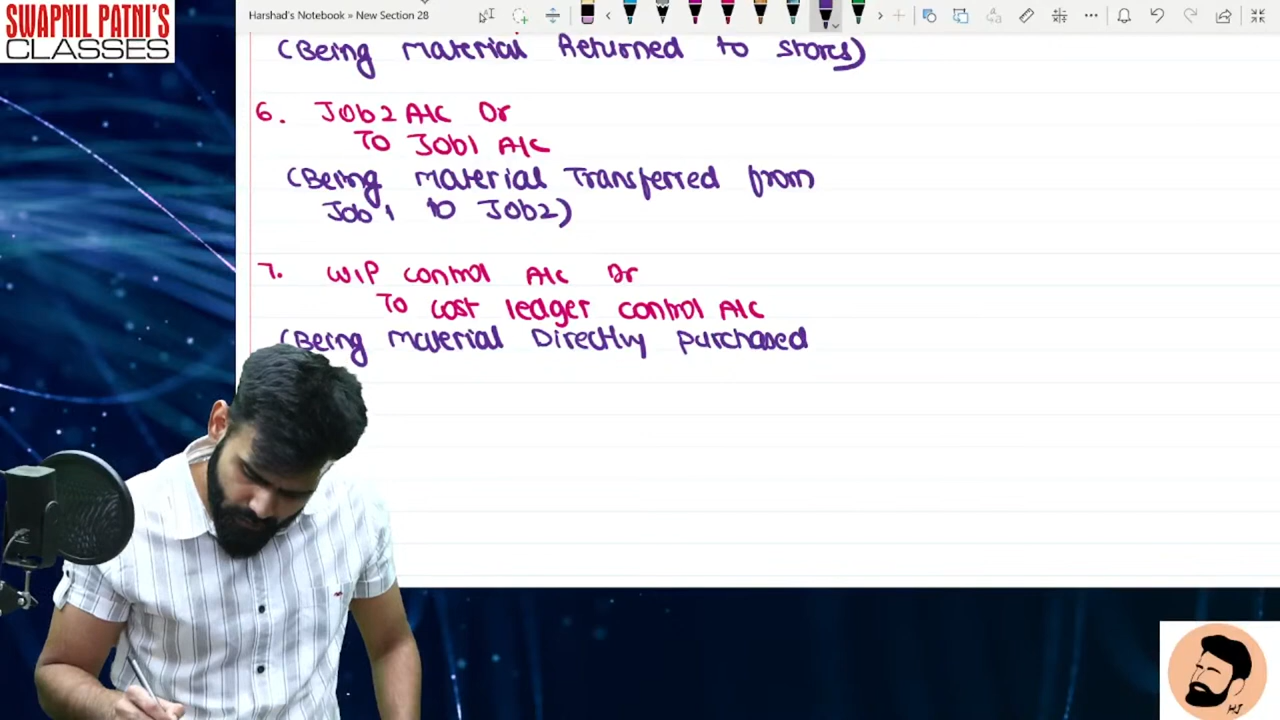 SWAPNIL PATNI'S
CLASSES
Harshad's Notebook » New Section 28
(Being Material Returned to stores)
6. Job2 A/c Dr
To Job1 A/c
(Being Material Transferred from
Job1 to Job2)
7. WIP control A/c Dr
To cost ledger control A/c
(Being Material Directly purchased
HJ